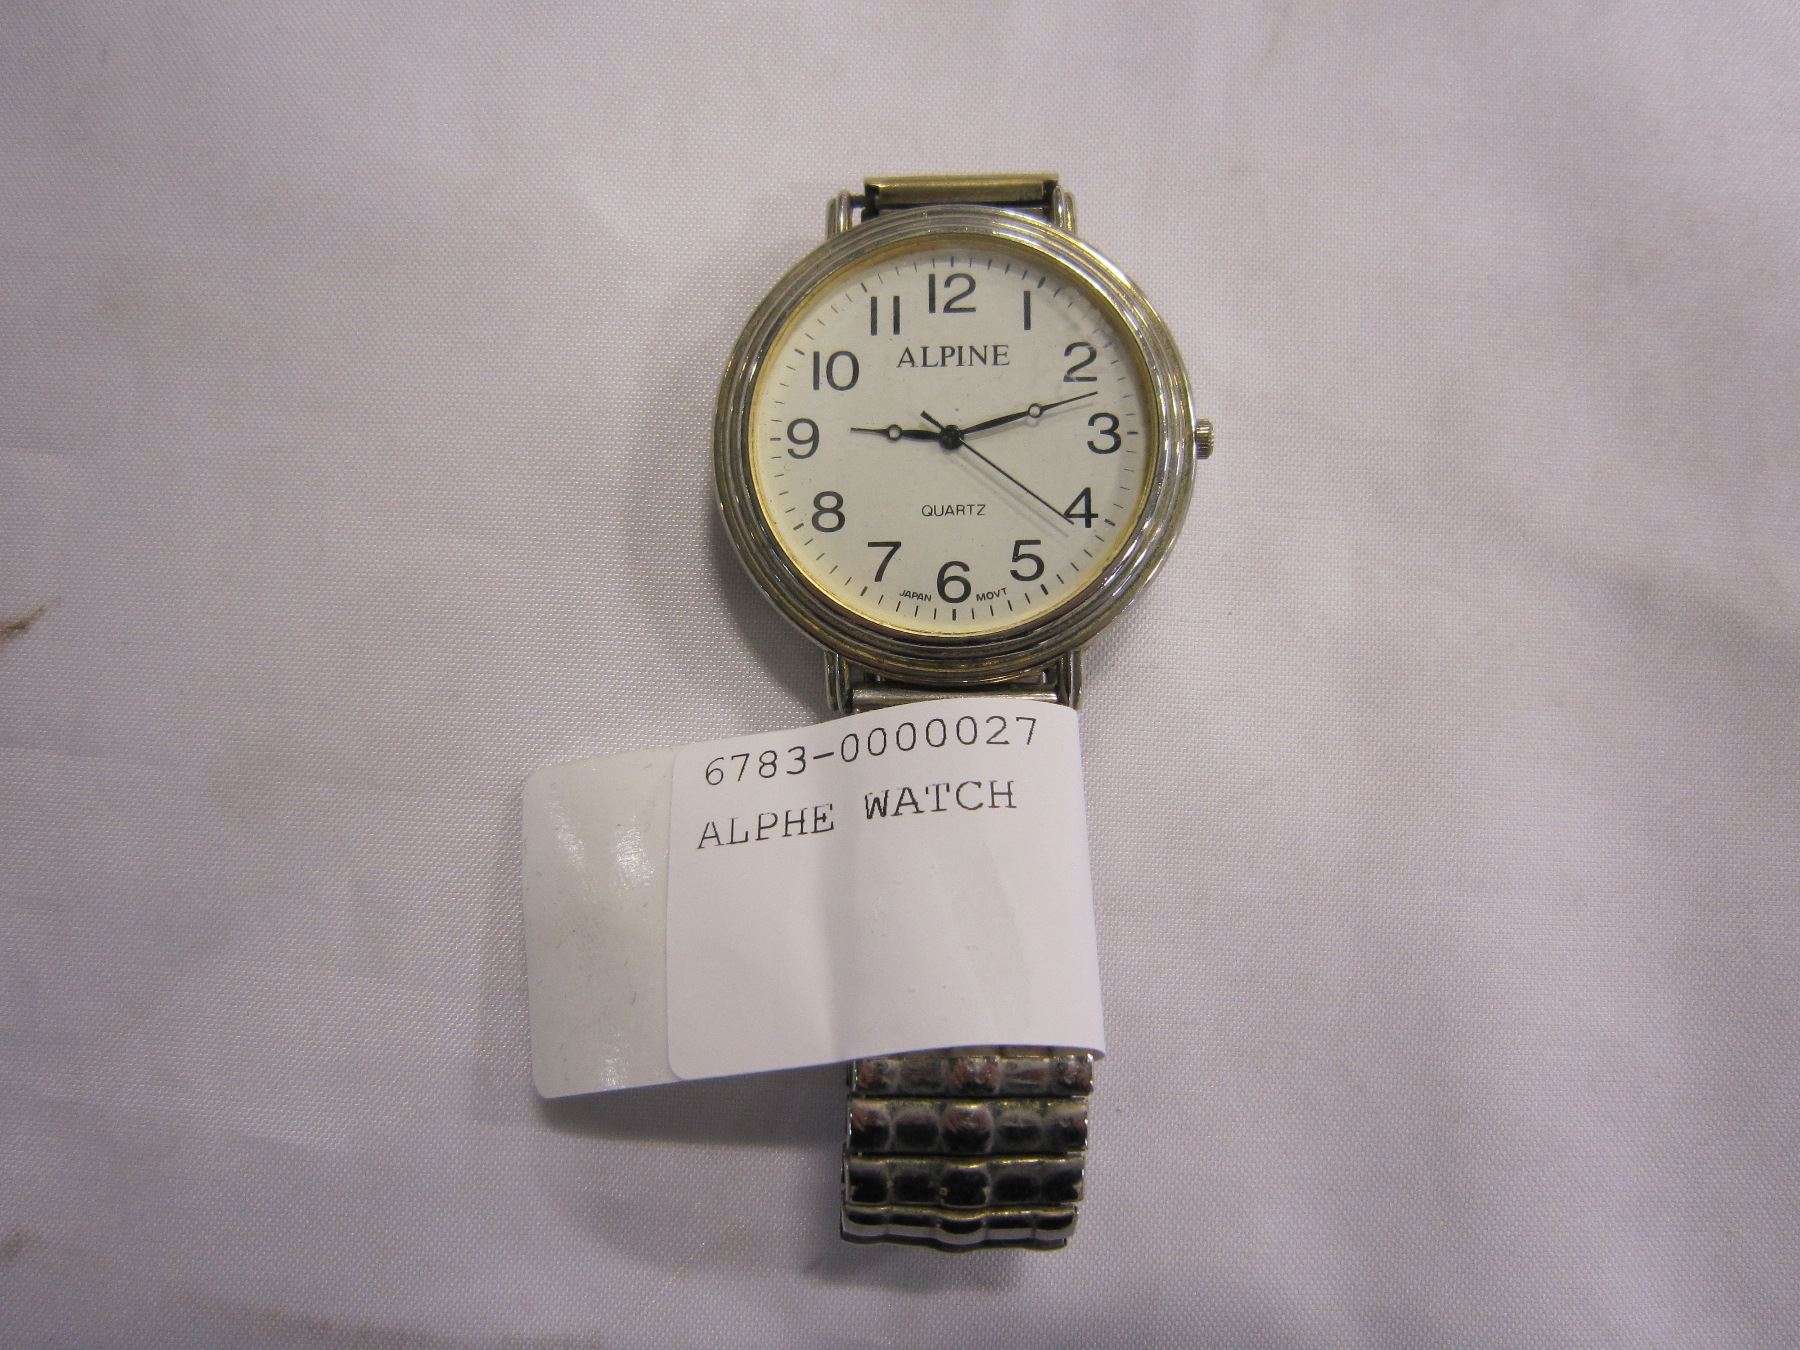 12
11 1
ALPINE
10 2
9 3
8 4
QUARTZ
7 5
6
JAPAN MOVT
6783-0000027
ALPHE WATCH